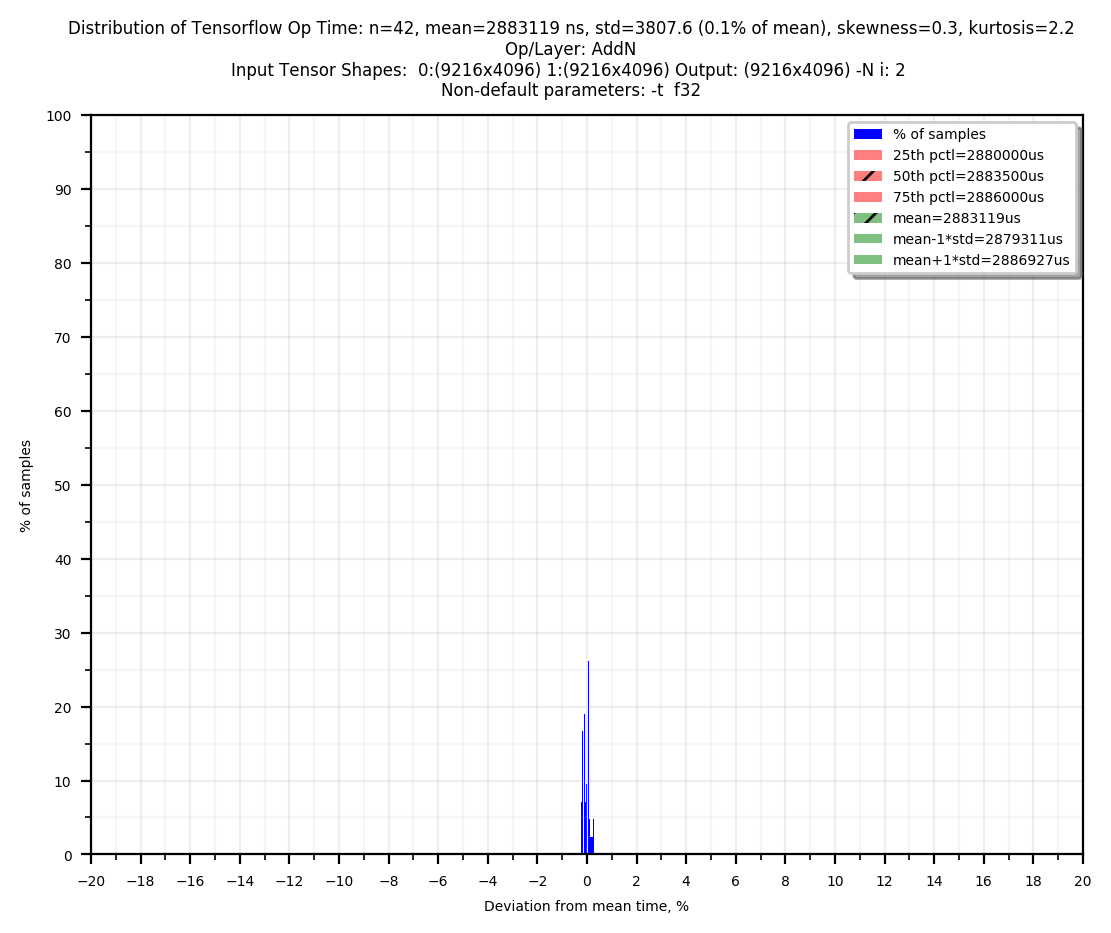 Distribution of Tensorflow Op Time: n=42, mean=2883119 ns, std=3807.6 (0.1% of mean), skewness=0.3, kurtosis=2.2
Op/Layer: AddN
Input Tensor Shapes:  0:(9216x4096) 1:(9216x4096) Output: (9216x4096) -N i: 2
Non-default parameters: -t  f32
100
90
80
70
60
50
40
30
20
10
0
% of samples
% of samples
25th pctl=2880000us
50th pctl=2883500us
75th pctl=2886000us
mean=2883119us
mean-1*std=2879311us
mean+1*std=2886927us
−20 −18 −16 −14 −12 −10 −8 −6 −4 −2 0 2 4 6 8 10 12 14 16 18 20
Deviation from mean time, %